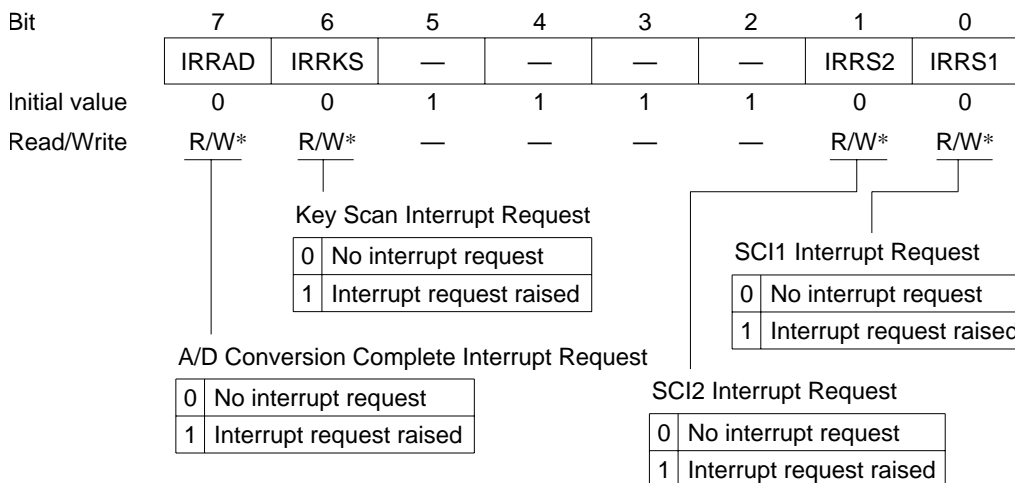 Bit 7 6 5 4 3 2 1 0
IRRAD IRRKS — — — — IRRS2 IRRS1
Initial value 0 0 1 1 1 1 0 0
Read/Write R/W* R/W* — — — — R/W* R/W*
Key Scan Interrupt Request
0 No interrupt request
1 Interrupt request raised
SCI1 Interrupt Request
0 No interrupt request
1 Interrupt request raised
A/D Conversion Complete Interrupt Request
0 No interrupt request
1 Interrupt request raised
SCI2 Interrupt Request
0 No interrupt request
1 Interrupt request raised